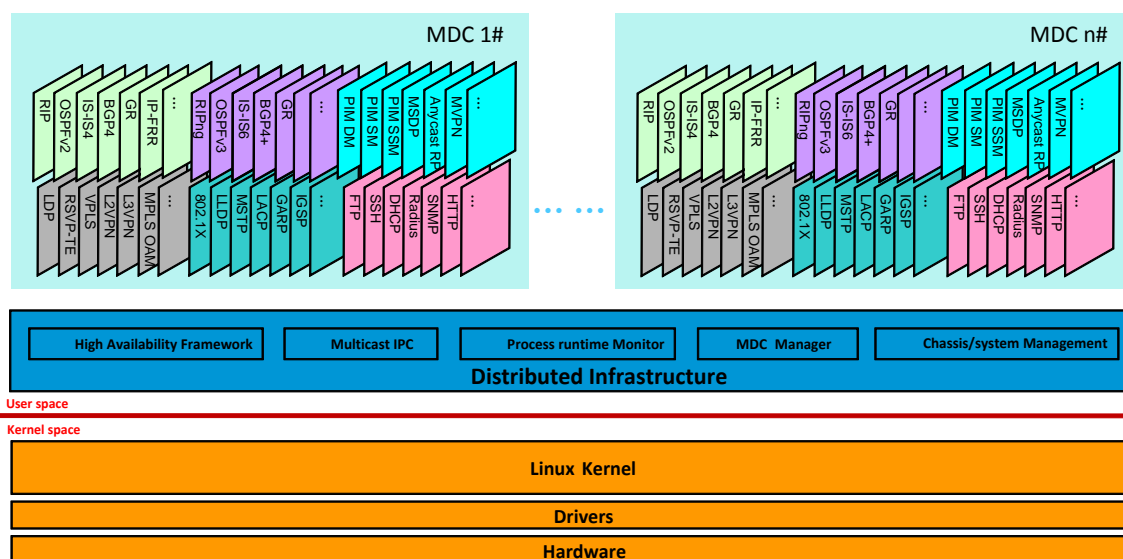 MDC 1#
RIP
OSPFv2
IS-IS4
BGP4
GR
IP-FRR
...
RIPng
OSPFv3
IS-IS6
BGP4+
GR
...
PIM DM
PIM SM
PIM SSM
MSDP
Anycast RP
MVPN
...
LDP
RSVP-TE
VPLS
L2VPN
L3VPN
MPLS OAM
...
802.1X
LLDP
MSTP
LACP
GARP
IGSP
...
FTP
SSH
DHCP
Radius
SNMP
HTTP
...
... ...
MDC n#
RIP
OSPFv2
IS-IS4
BGP4
GR
IP-FRR
...
RIPng
OSPFv3
IS-IS6
BGP4+
GR
...
PIM DM
PIM SM
PIM SSM
MSDP
Anycast RP
MVPN
...
LDP
RSVP-TE
VPLS
L2VPN
L3VPN
MPLS OAM
...
802.1X
LLDP
MSTP
LACP
GARP
IGSP
...
FTP
SSH
DHCP
Radius
SNMP
HTTP
...
High Availability Framework
Multicast IPC
Process runtime Monitor
MDC Manager
Chassis/system Management
Distributed Infrastructure
User space
Kernel space
Linux Kernel
Drivers
Hardware